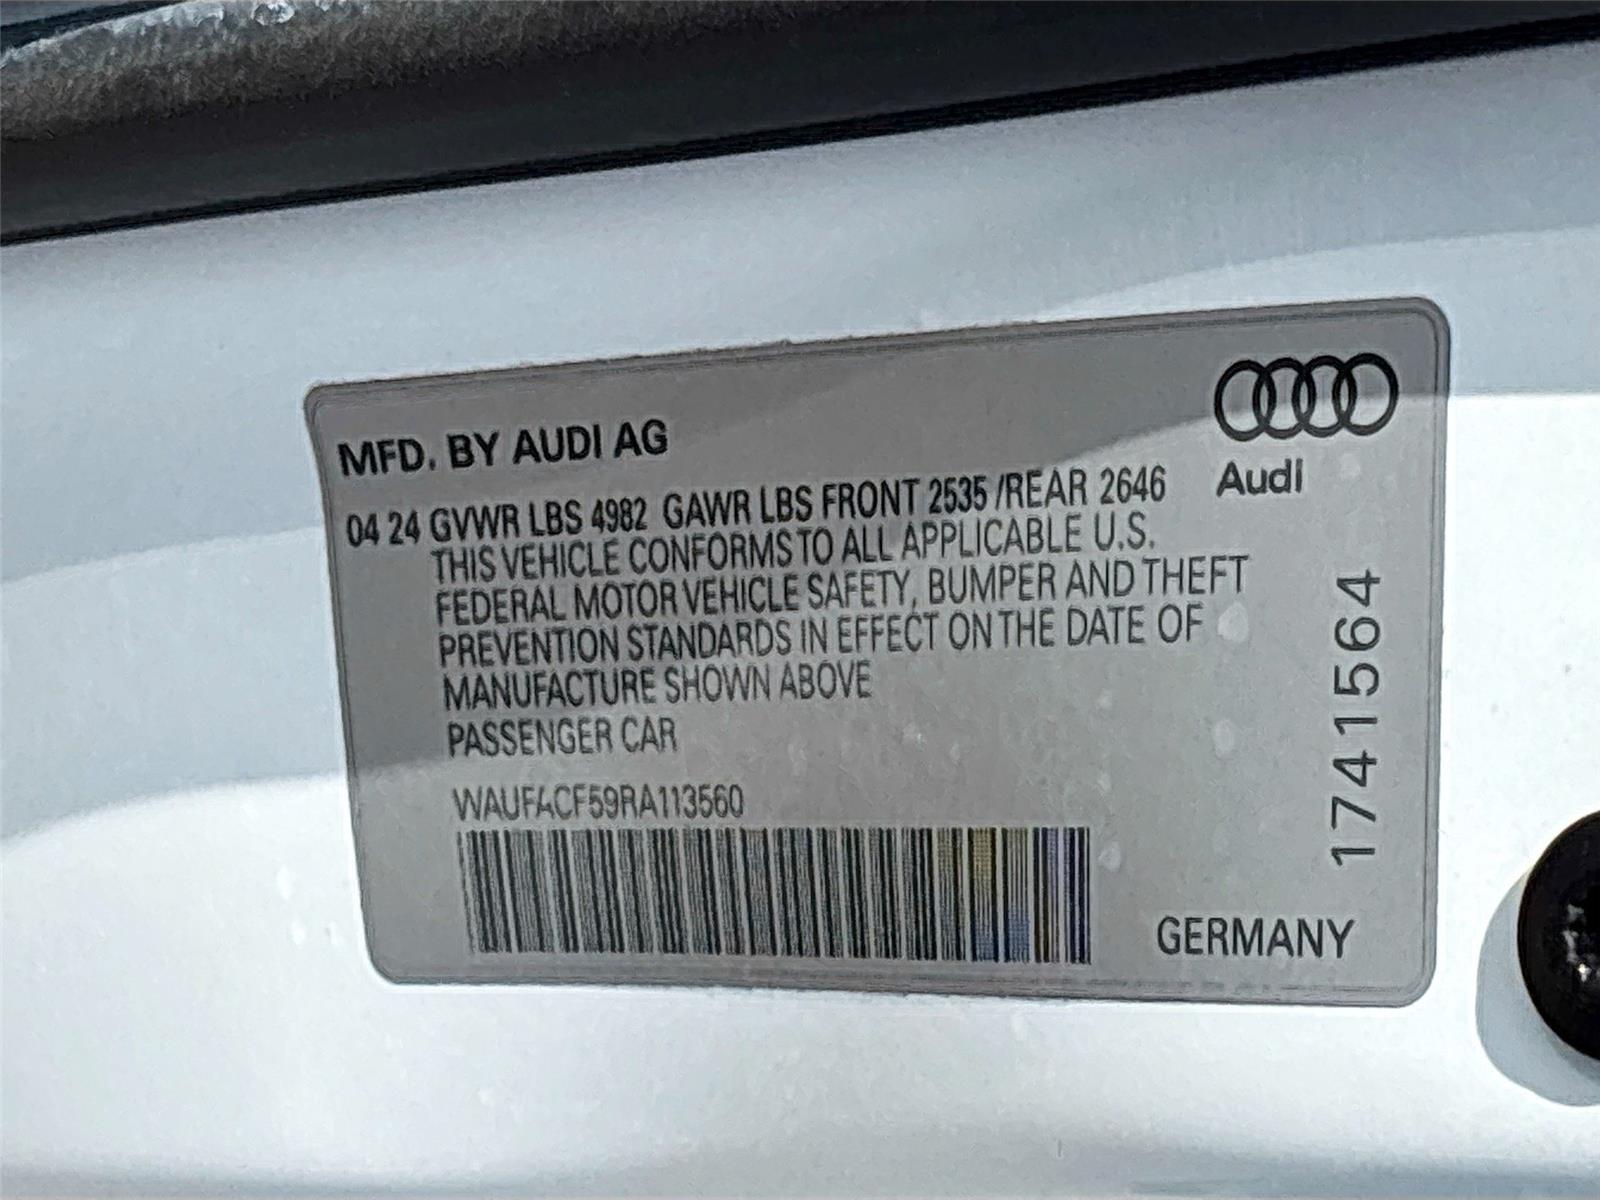 MFD. BY AUDI AG
Audi
04 24 GVWR LBS 4982 GAWR LBS FRONT 2535 /REAR 2646
THIS VEHICLE CONFORMS TO ALL APPLICABLE U.S.
FEDERAL MOTOR VEHICLE SAFETY, BUMPER AND THEFT
PREVENTION STANDARDS IN EFFECT ON THE DATE OF
MANUFACTURE SHOWN ABOVE
PASSENGER CAR
WAUFACF59RA113560
1741564
GERMANY